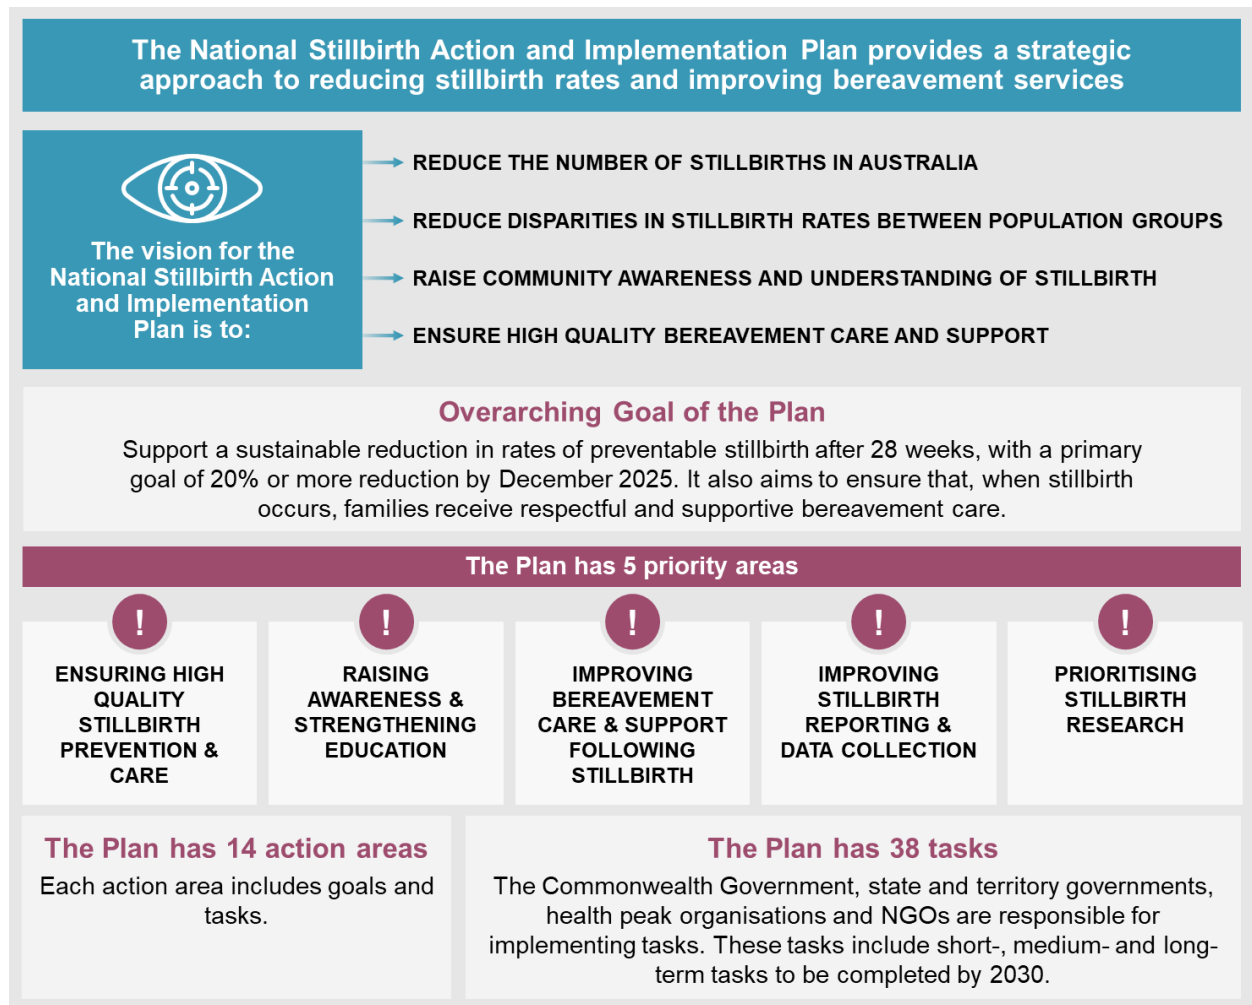 The National Stillbirth Action and Implementation Plan provides a strategic
approach to reducing stillbirth rates and improving bereavement services
The vision for the
National Stillbirth Action
and Implementation
Plan is to:
REDUCE THE NUMBER OF STILLBIRTHS IN AUSTRALIA
REDUCE DISPARITIES IN STILLBIRTH RATES BETWEEN POPULATION GROUPS
RAISE COMMUNITY AWARENESS AND UNDERSTANDING OF STILLBIRTH
ENSURE HIGH QUALITY BEREAVEMENT CARE AND SUPPORT
Overarching Goal of the Plan
Support a sustainable reduction in rates of preventable stillbirth after 28 weeks, with a primary
goal of 20% or more reduction by December 2025. It also aims to ensure that, when stillbirth
occurs, families receive respectful and supportive bereavement care.
The Plan has 5 priority areas
!
ENSURING HIGH
QUALITY
STILLBIRTH
PREVENTION &
CARE
!
RAISING
AWARENESS &
STRENGTHENING
EDUCATION
!
IMPROVING
BEREAVEMENT
CARE & SUPPORT
FOLLOWING
STILLBIRTH
!
IMPROVING
STILLBIRTH
REPORTING &
DATA COLLECTION
!
PRIORITISING
STILLBIRTH
RESEARCH
The Plan has 14 action areas
Each action area includes goals and
tasks.
The Plan has 38 tasks
The Commonwealth Government, state and territory governments,
health peak organisations and NGOs are responsible for
implementing tasks. These tasks include short-, medium- and long-
term tasks to be completed by 2030.